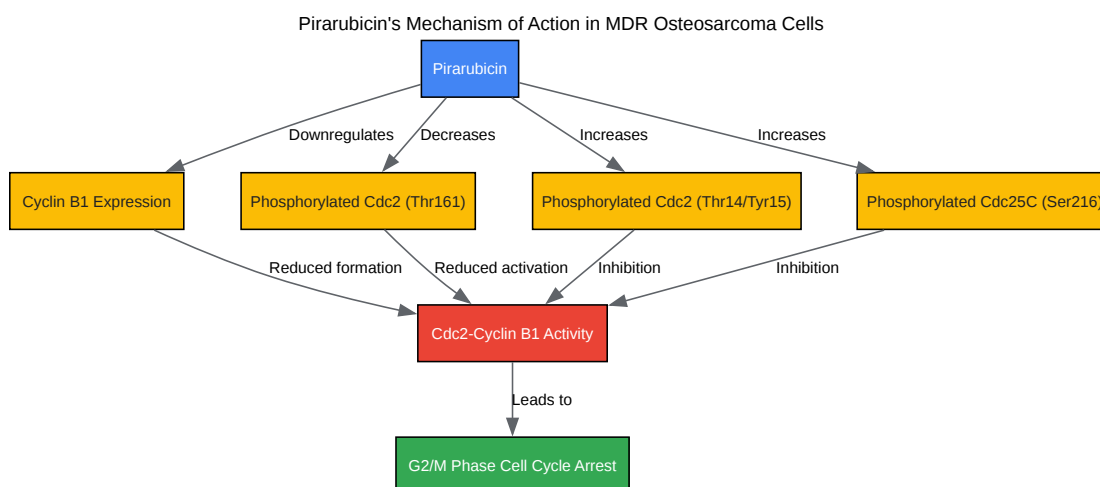 Pirarubicin's Mechanism of Action in MDR Osteosarcoma Cells
Pirarubicin
Downregulates
Decreases
Increases
Increases
Cyclin B1 Expression
Phosphorylated Cdc2 (Thr161)
Phosphorylated Cdc2 (Thr14/Tyr15)
Phosphorylated Cdc25C (Ser216)
Reduced formation
Reduced activation
Inhibition
Inhibition
Cdc2-Cyclin B1 Activity
Leads to
G2/M Phase Cell Cycle Arrest